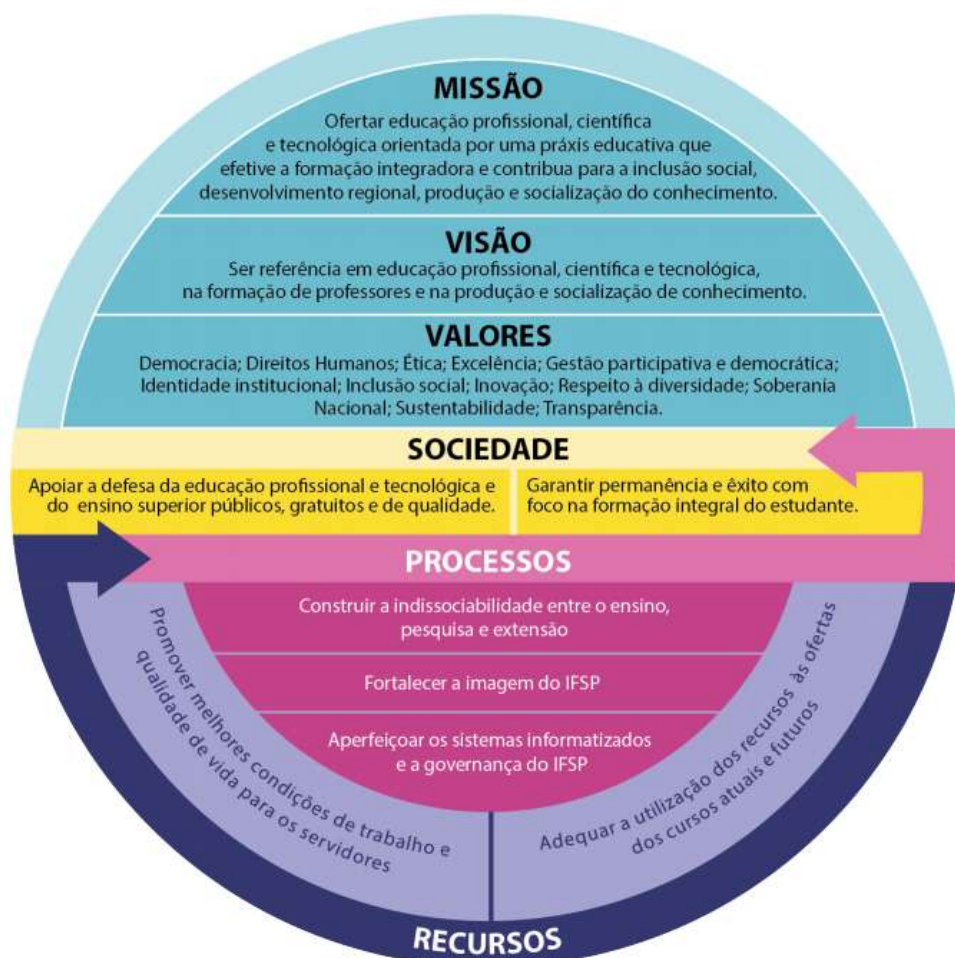 MISSÃO
Ofertar educação profissional, científica
e tecnológica orientada por uma práxis educativa que
efetive a formação integradora e contribua para a inclusão social,
desenvolvimento regional, produção e socialização do conhecimento.
VISÃO
Ser referência em educação profissional, científica e tecnológica,
na formação de professores e na produção e socialização de conhecimento.
VALORES
Democracia; Direitos Humanos; Ética; Excelência; Gestão participativa e democrática;
Identidade institucional; Inclusão social; Inovação; Respeito à diversidade; Soberania
Nacional; Sustentabilidade; Transparência.
SOCIEDADE
Apoiar a defesa da educação profissional e tecnológica e
do ensino superior públicos, gratuitos e de qualidade.
Garantir permanência e êxito com
foco na formação integral do estudante.
PROCESSOS
Construir a indissociabilidade entre o ensino,
pesquisa e extensão
Fortalecer a imagem do IFSP
Aperfeiçoar os sistemas informatizados
e a governança do IFSP
Promover melhores condições de trabalho e
qualidade de vida para os servidores
Adequar a utilização dos recursos às ofertas
dos cursos atuais e futuros
RECURSOS